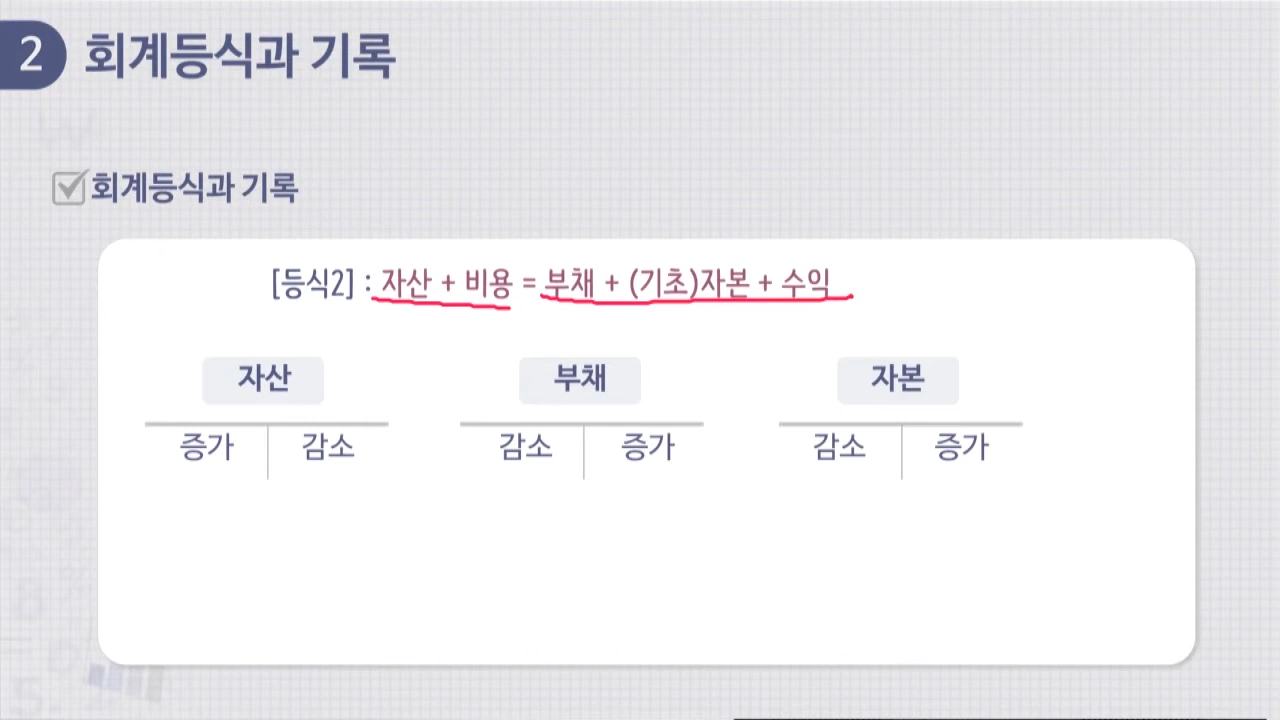 2 회계등식과 기록
회계등식과 기록
[등식2] : 자산 + 비용 = 부채 + (기초)자본 + 수익
자산 부채 자본
증가 감소 감소 증가 감소 증가